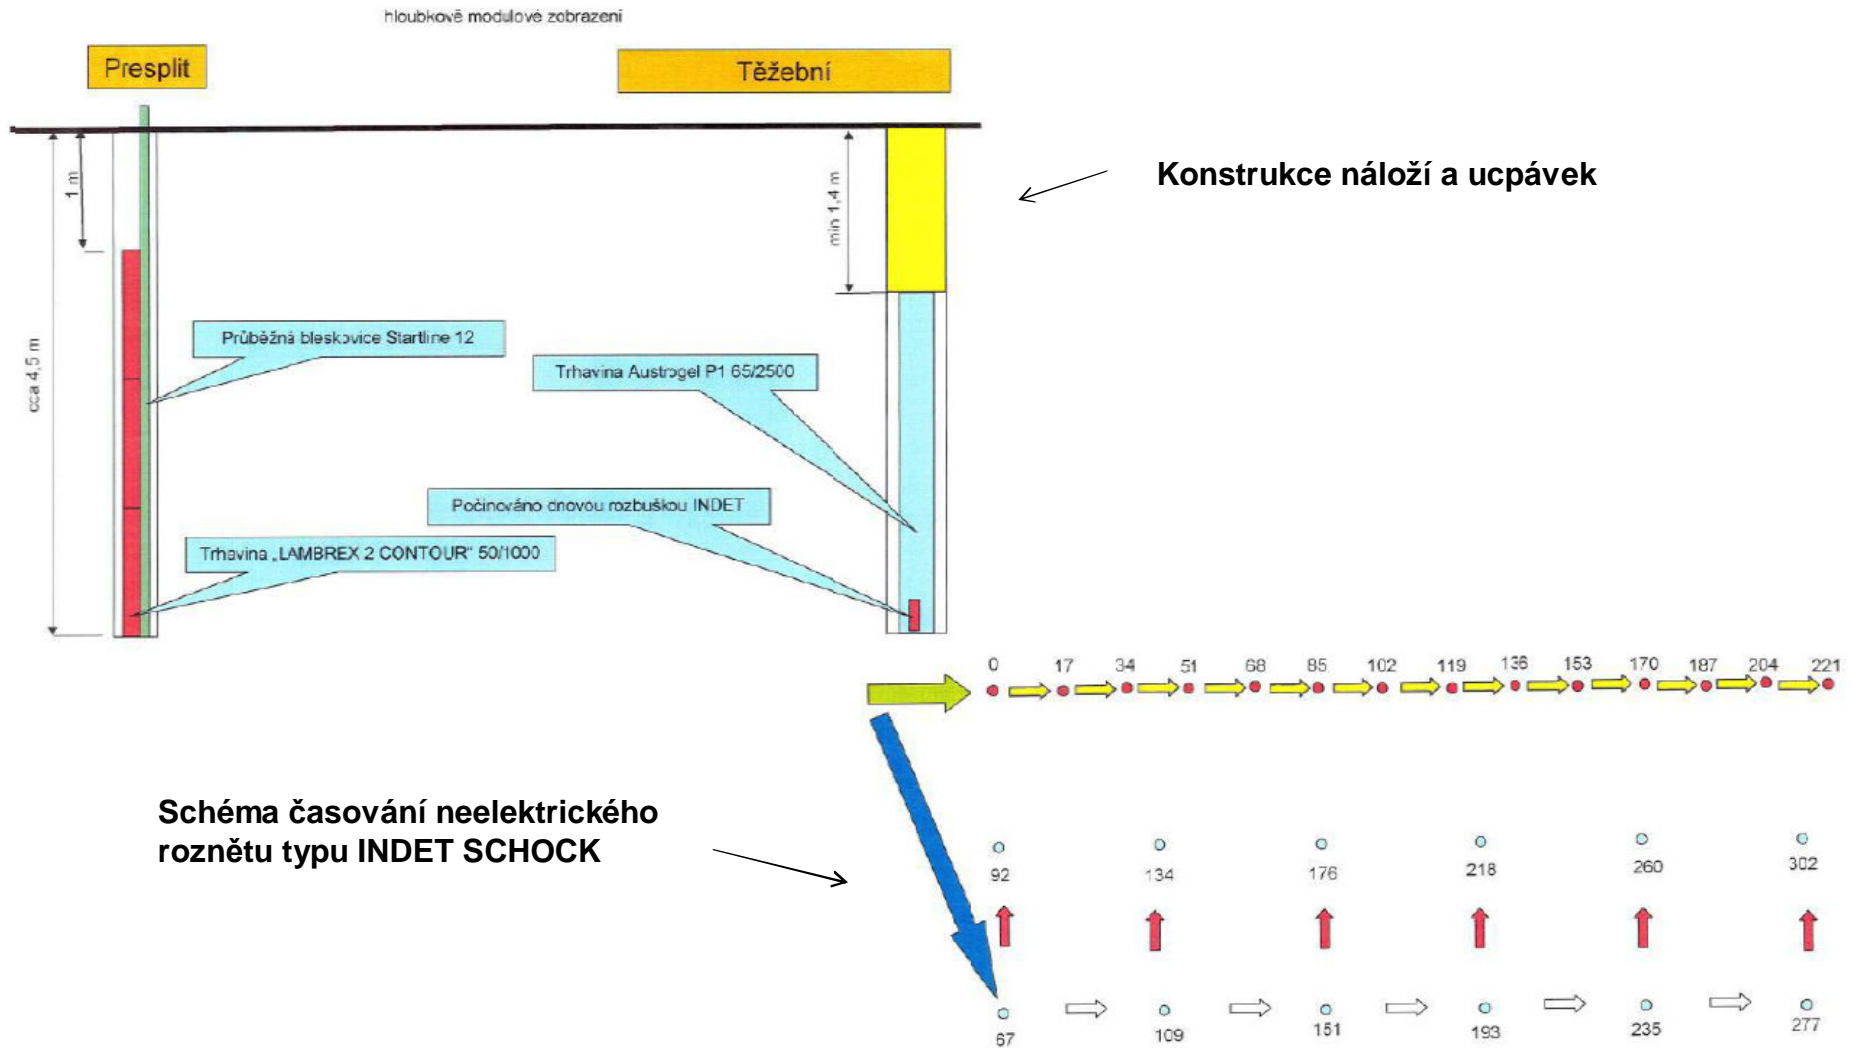 hloubkově modulové zobrazení
Presplit
Těžební
1 m
min 1,4 m
Konstrukce náloží a ucpávek
cca 4,5 m
Průběžná bleskovice Startline 12
Trhavina Austrogel P1 65/2500
Počinováno dnovou rozbuškou INDET
Trhavina „LAMBREX 2 CONTOUR“ 50/1000
0 17 34 51 68 85 102 119 136 153 170 187 204 221
Schéma časování neelektrického
roznětu typu INDET SCHOCK
92 134 176 218 260 302
67 109 151 193 235 277